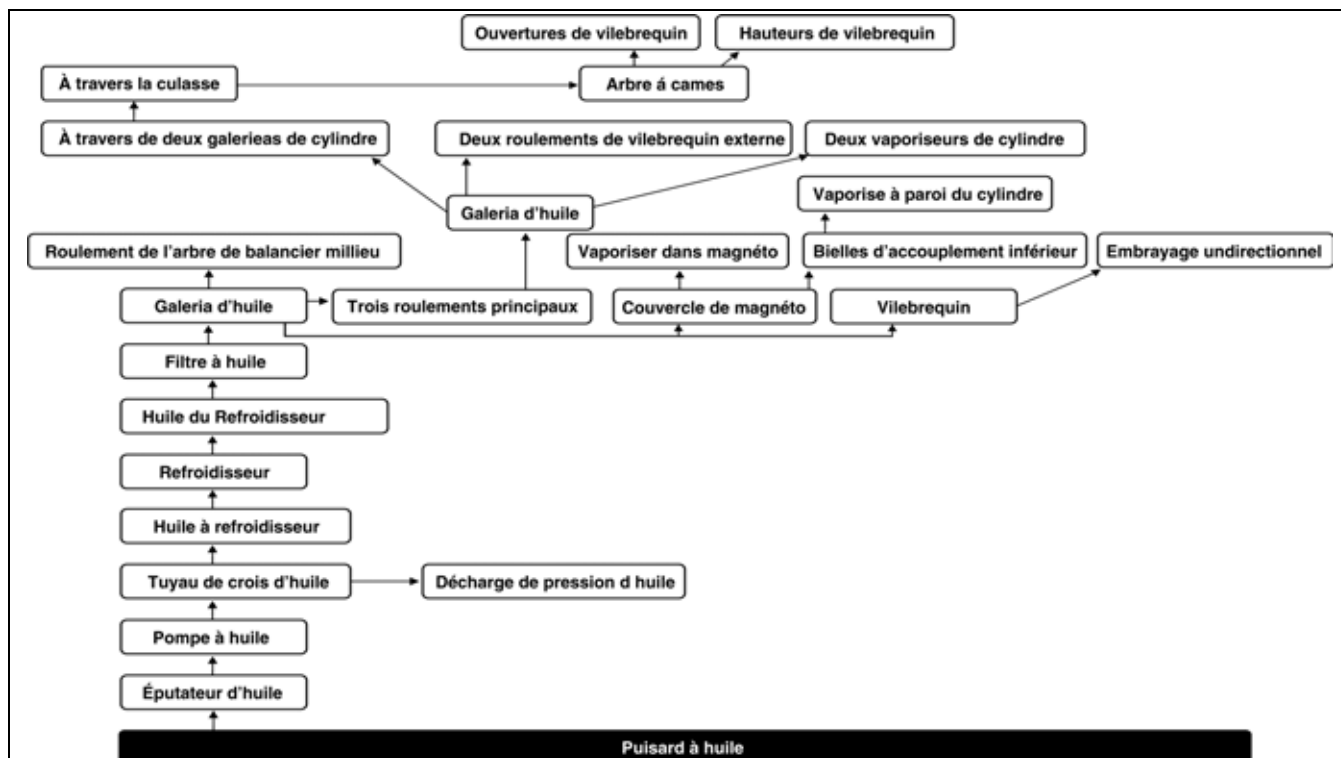 Ouvertures de vilebrequin
Hauteurs de vilebrequin
À travers la culasse
Arbre á cames
À travers de deux galerieas de cylindre
Deux roulements de vilebrequin externe
Deux vaporiseurs de cylindre
Vaporise à paroi du cylindre
Galeria d'huile
Roulement de l'arbre de balancier millieu
Vaporiser dans magnéto
Bielles d'accouplement inférieur
Embrayage undirectionnel
Galeria d'huile
Trois roulements principaux
Couvercle de magnéto
Vilebrequin
Filtre à huile
Huile du Refroidisseur
Refroidisseur
Huile à refroidisseur
Tuyau de crois d'huile
Décharge de pression d huile
Pompe à huile
Éputateur d'huile
Puisard à huile